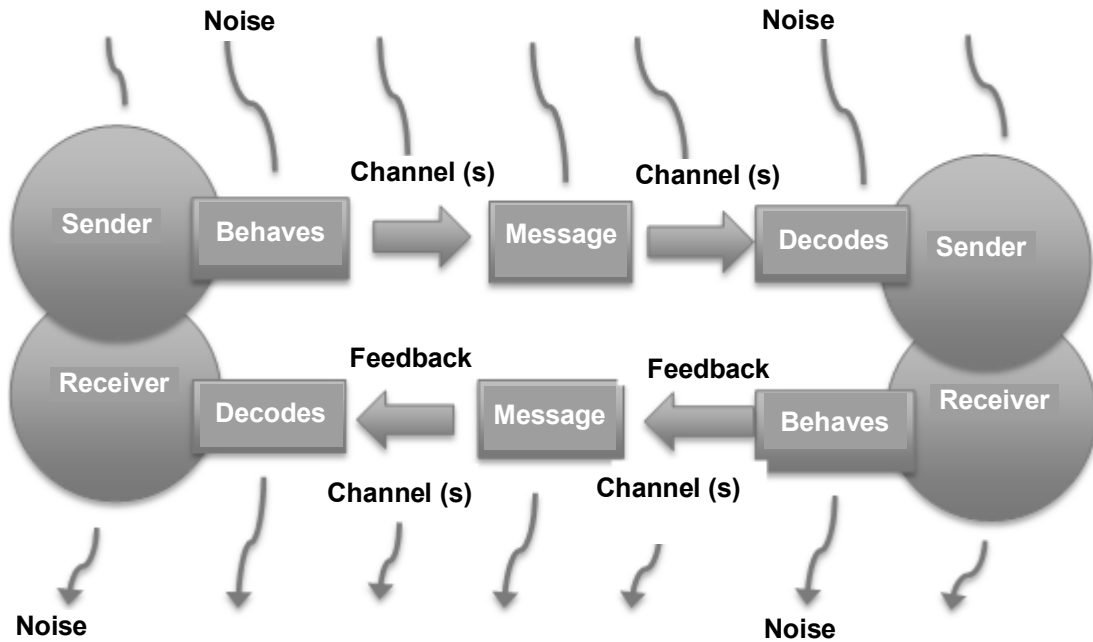 Noise
Noise
Channel (s)
Channel (s)
Sender
Behaves
Message
Decodes
Sender
Feedback
Feedback
Receiver
Decodes
Message
Behaves
Receiver
Channel (s)
Channel (s)
Noise
Noise